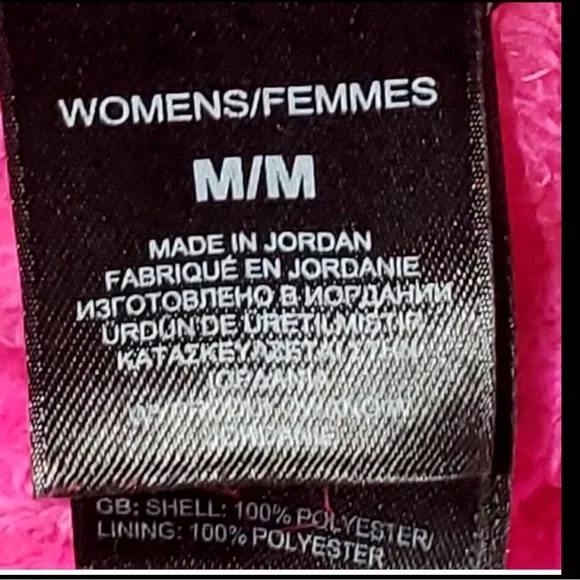 WOMENS/FEMMES
M/M
MADE IN JORDAN
FABRIQUÉ EN JORDANIE
ИЗГОТОВЛЕНО В ИОРДАНИИ
ÜRDÜN'DE ÜRETILMIŞTIR
JORDANIE
GB: SHELL: 100% POLYESTER/
LINING: 100% POLYESTER